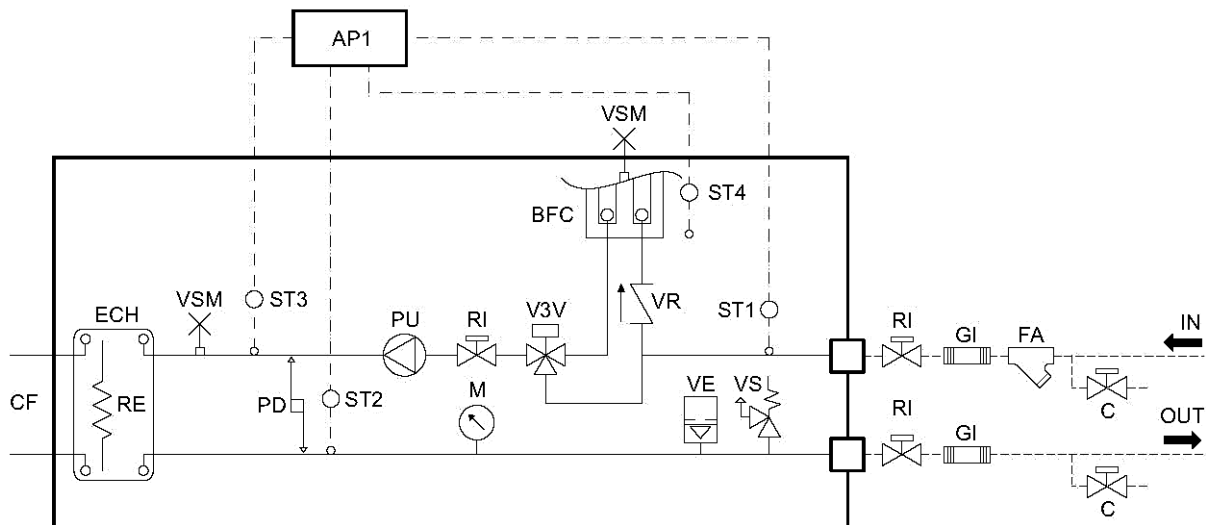 AP1
VSM
ST4
BFC
ECH
VSM
ST3
PU
RI
V3V
VR
ST1
RI
GI
FA
IN
CF
RE
PD
ST2
M
VE
VS
RI
GI
C
OUT
C